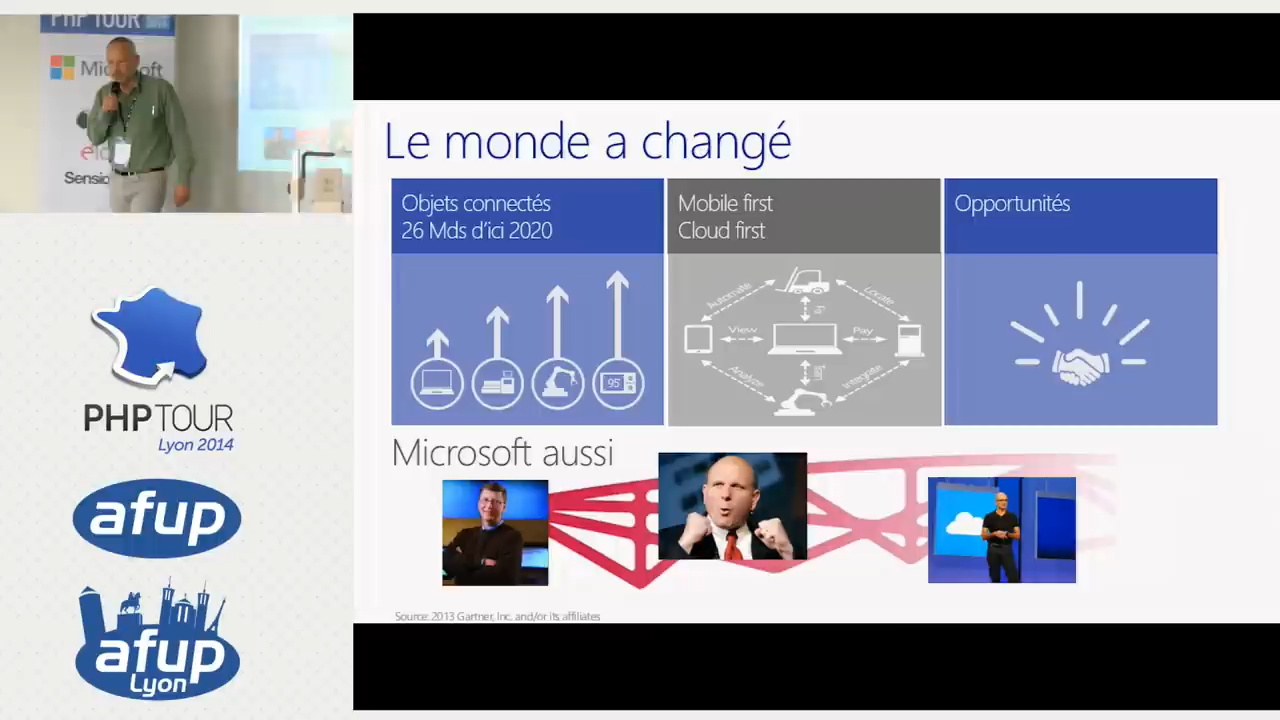 PHP TOUR
Microsoft
Sensio
PHP TOUR
Lyon 2014
afup
afup
Lyon
Le monde a changé
Objets connectés
26 Mds d'ici 2020
Mobile first
Cloud first
Opportunités
95°
Automate
Locate
View
Pay
Analyze
Integrate
Microsoft aussi
Source: 2013 Gartner, Inc. and/or its affiliates